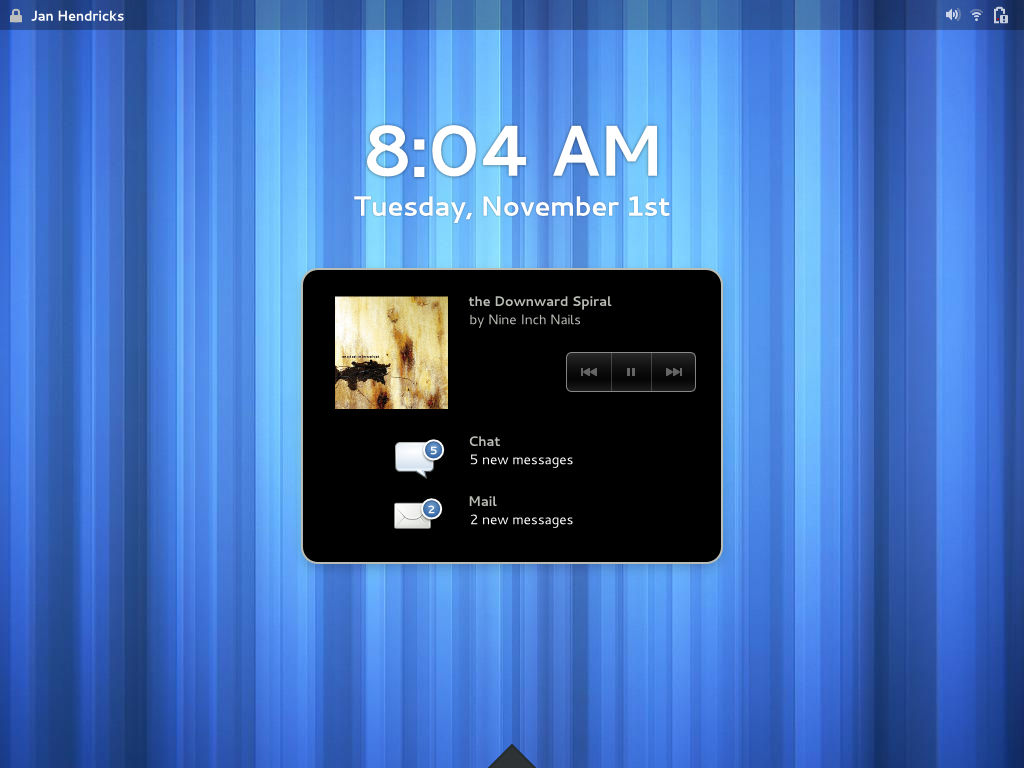 Jan Hendricks
8:04 AM
Tuesday, November 1st
the Downward Spiral
by Nine Inch Nails
Chat
5
5 new messages
Mail
2
2 new messages